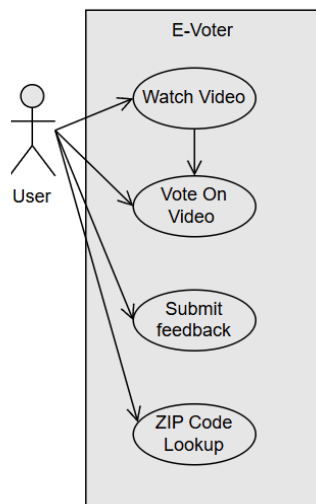 E-Voter
Watch Video
User
Vote On
Video
Submit
feedback
ZIP Code
Lookup